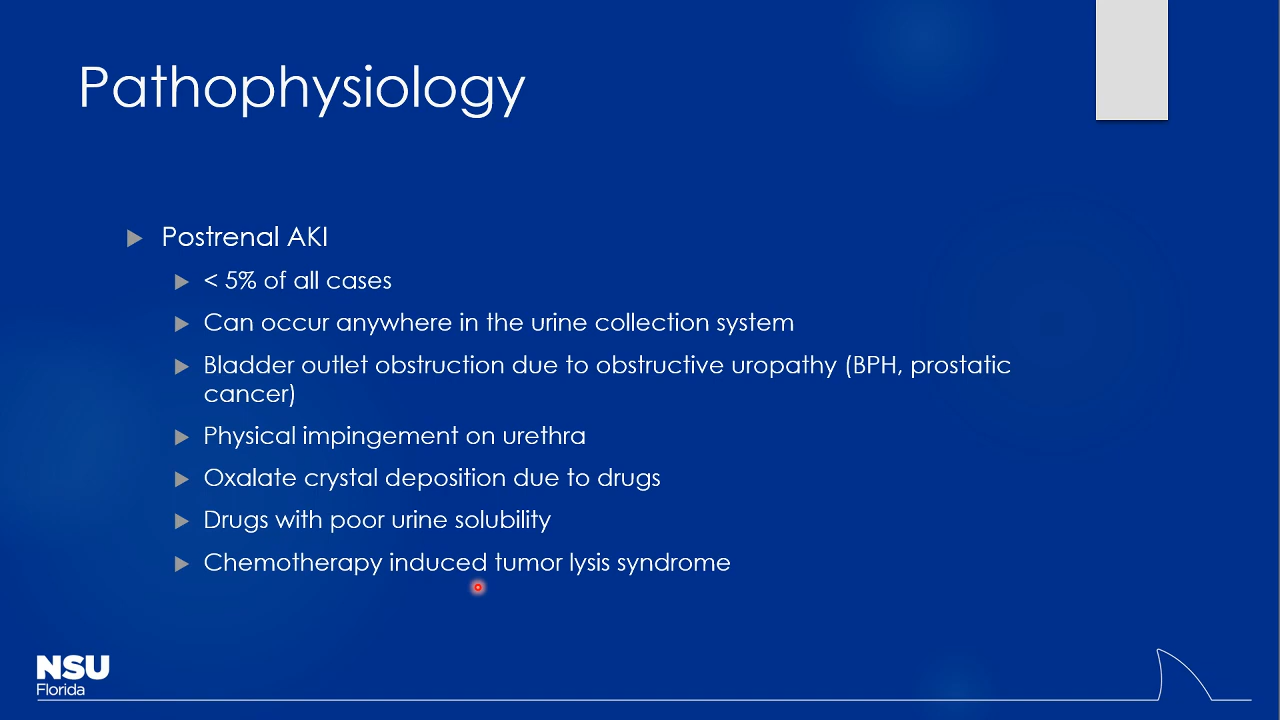 Pathophysiology
Postrenal AKI
< 5% of all cases
Can occur anywhere in the urine collection system
Bladder outlet obstruction due to obstructive uropathy (BPH, prostatic
cancer)
Physical impingement on urethra
Oxalate crystal deposition due to drugs
Drugs with poor urine solubility
Chemotherapy induced tumor lysis syndrome
NSU
Florida